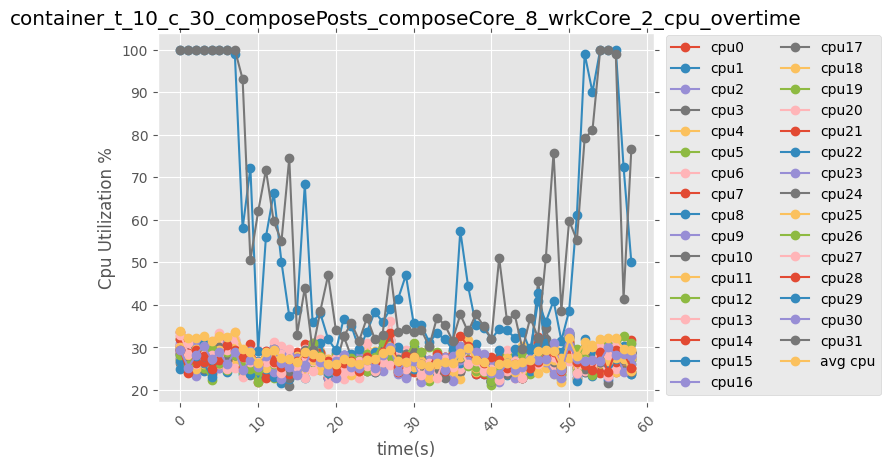 container_t_10_c_30_composePosts_composeCore_8_wrkCore_2_cpu_overtime
Cpu Utilization %
100
90
80
70
60
50
40
30
20
0
10
20
30
40
50
60
time(s)
cpu0
cpu1
cpu2
cpu3
cpu4
cpu5
cpu6
cpu7
cpu8
cpu9
cpu10
cpu11
cpu12
cpu13
cpu14
cpu15
cpu16
cpu17
cpu18
cpu19
cpu20
cpu21
cpu22
cpu23
cpu24
cpu25
cpu26
cpu27
cpu28
cpu29
cpu30
cpu31
avg cpu